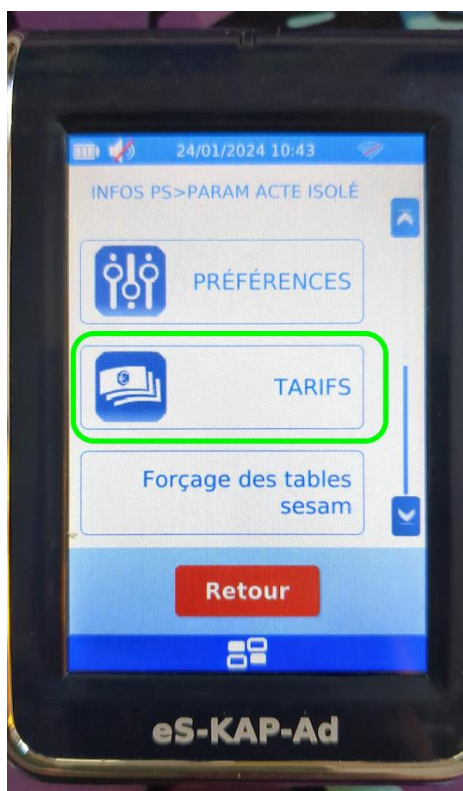 24/01/2024 10:43
INFOS PS>PARAM ACTE ISOLÉ
PRÉFÉRENCES
TARIFS
Forçage des tables
sesam
Retour
eS-KAP-Ad